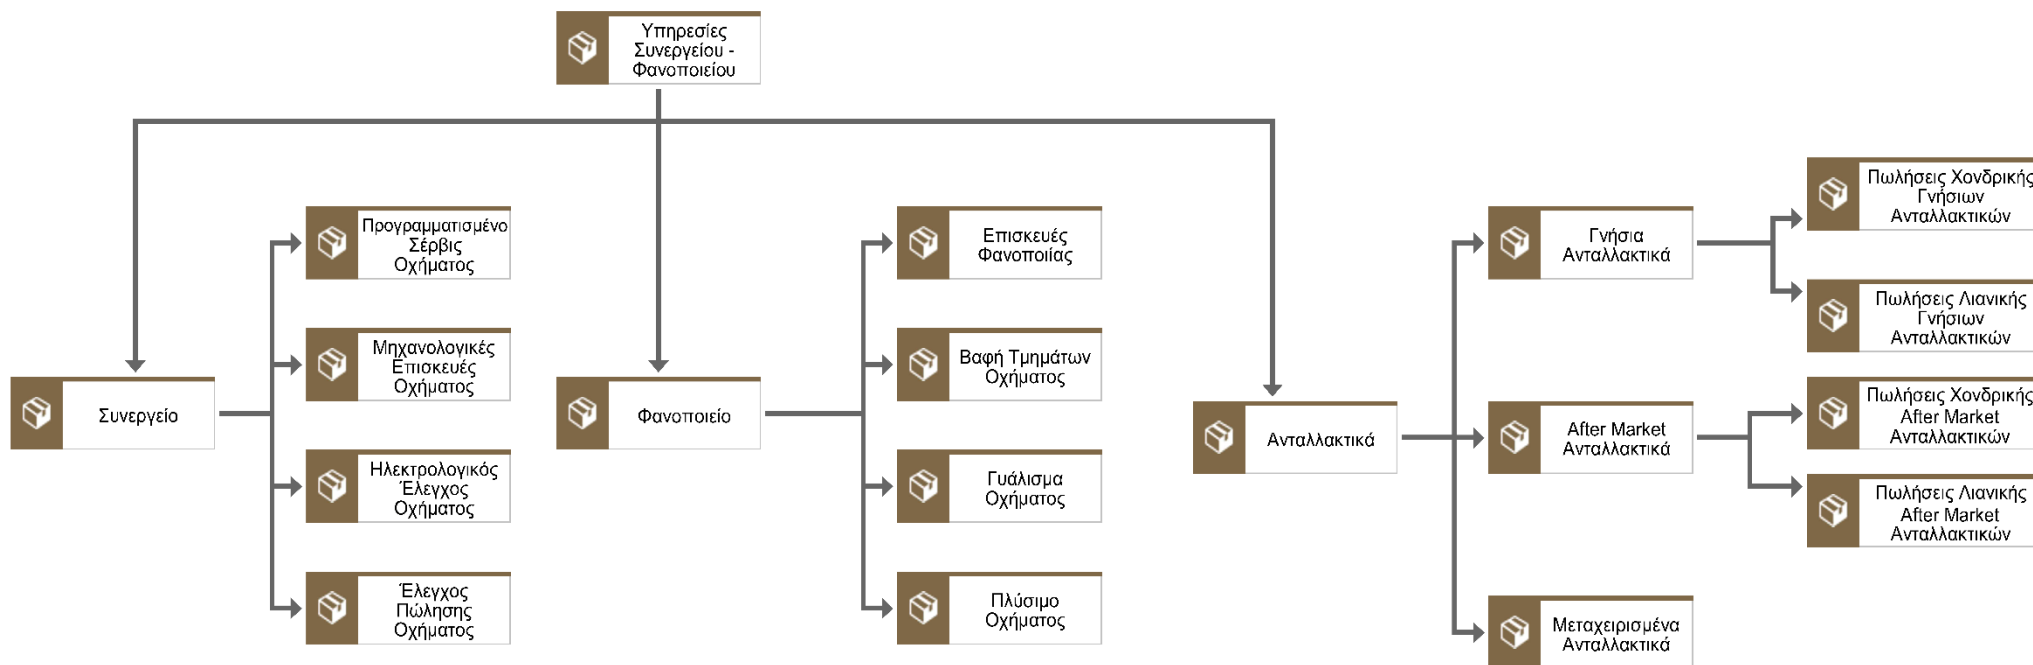 Υπηρεσίες
Συνεργείου -
Φανοποιείου
Συνεργείο
Προγραμματισμένο
Σέρβις
Οχήματος
Μηχανολογικές
Επισκευές
Οχήματος
Ηλεκτρολογικός
Έλεγχος
Οχήματος
Έλεγχος
Πώλησης
Οχήματος
Φανοποιείο
Επισκευές
Φανοποιίας
Βαφή Τμημάτων
Οχήματος
Γυάλισμα
Οχήματος
Πλύσιμο
Οχήματος
Ανταλλακτικά
Γνήσια
Ανταλλακτικά
Πωλήσεις Χονδρικής
Γνήσιων
Ανταλλακτικών
Πωλήσεις Λιανικής
Γνήσιων
Ανταλλακτικών
After Market
Ανταλλακτικά
Πωλήσεις Χονδρικής
After Market
Ανταλλακτικών
Πωλήσεις Λιανικής
After Market
Ανταλλακτικών
Μεταχειρισμένα
Ανταλλακτικά